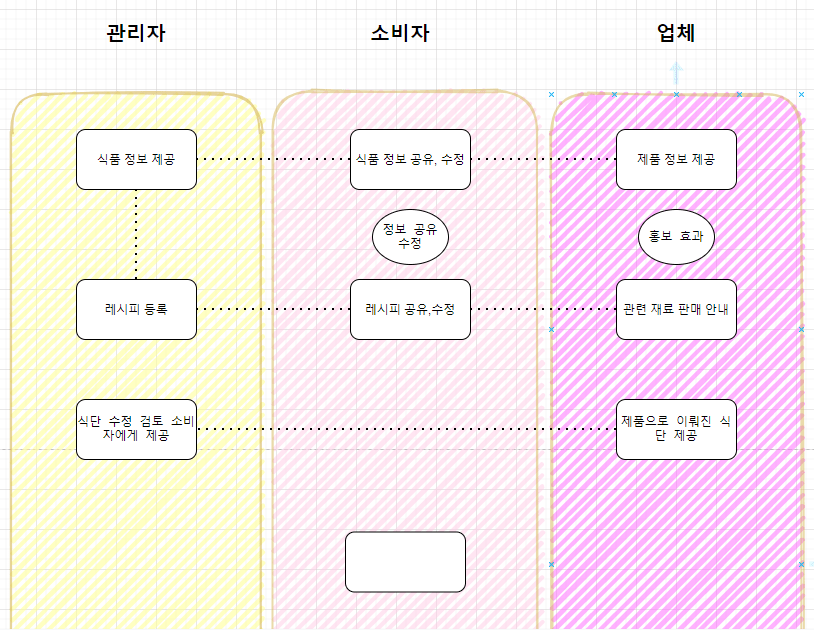 관리자
소비자
업체
식품 정보 제공
식품 정보 공유, 수정
제품 정보 제공
정보 공유
수정
홍보 효과
레시피 등록
레시피 공유,수정
관련 재료 판매 안내
식단 수정 검토 소비
자에게 제공
제품으로 이뤄진 식
단 제공